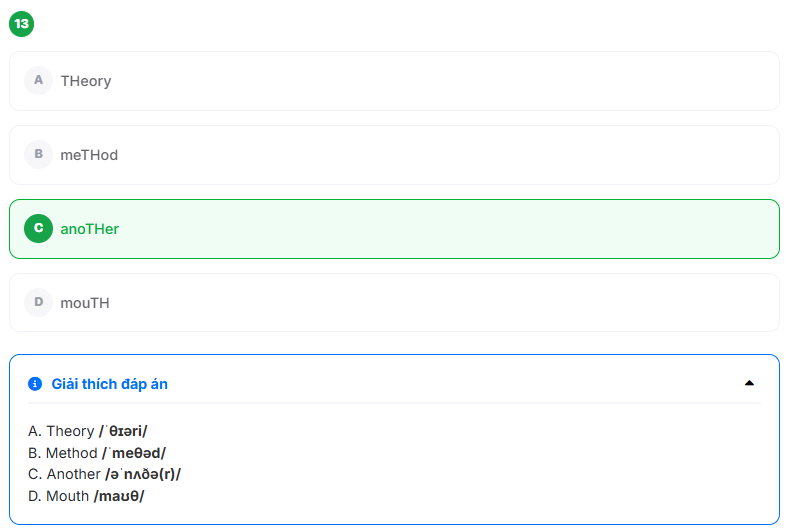 13
A THeory
B meTHod
C anoTHer
D mouTH
Giải thích đáp án
A. Theory /ˈθɪəri/
B. Method /ˈmeθəd/
C. Another /əˈnʌðə(r)/
D. Mouth /maʊθ/